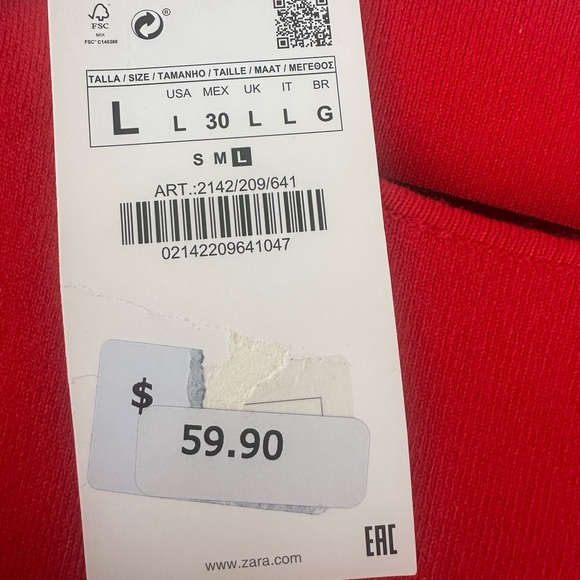 FSC
MIX
FSC® C145389
®
TALLA / SIZE / TAMANHO / TAILLE / MAAT / ΜΕΓΕΘΟΣ
USA MEX UK IT BR
L L 30 L L G
S M L
ART.:2142/209/641
02142209641047
$
59.90
EAC
www.zara.com